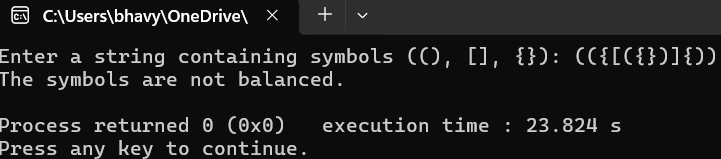 C:\Users\bhavy\OneDrive\
Enter a string containing symbols ((), [], {}): (({[({})]{))
The symbols are not balanced.
Process returned 0 (0x0)   execution time : 23.824 s
Press any key to continue.